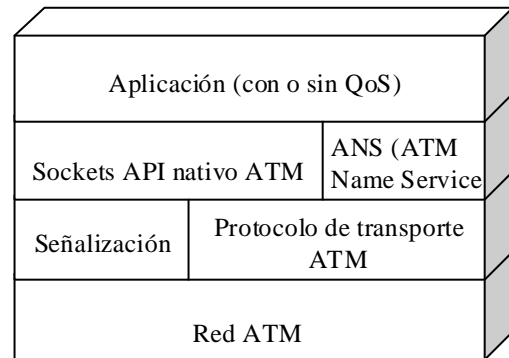 Aplicación (con o sin QoS)
Sockets API nativo ATM
ANS (ATM
Name Service
Señalización
Protocolo de transporte
ATM
Red ATM